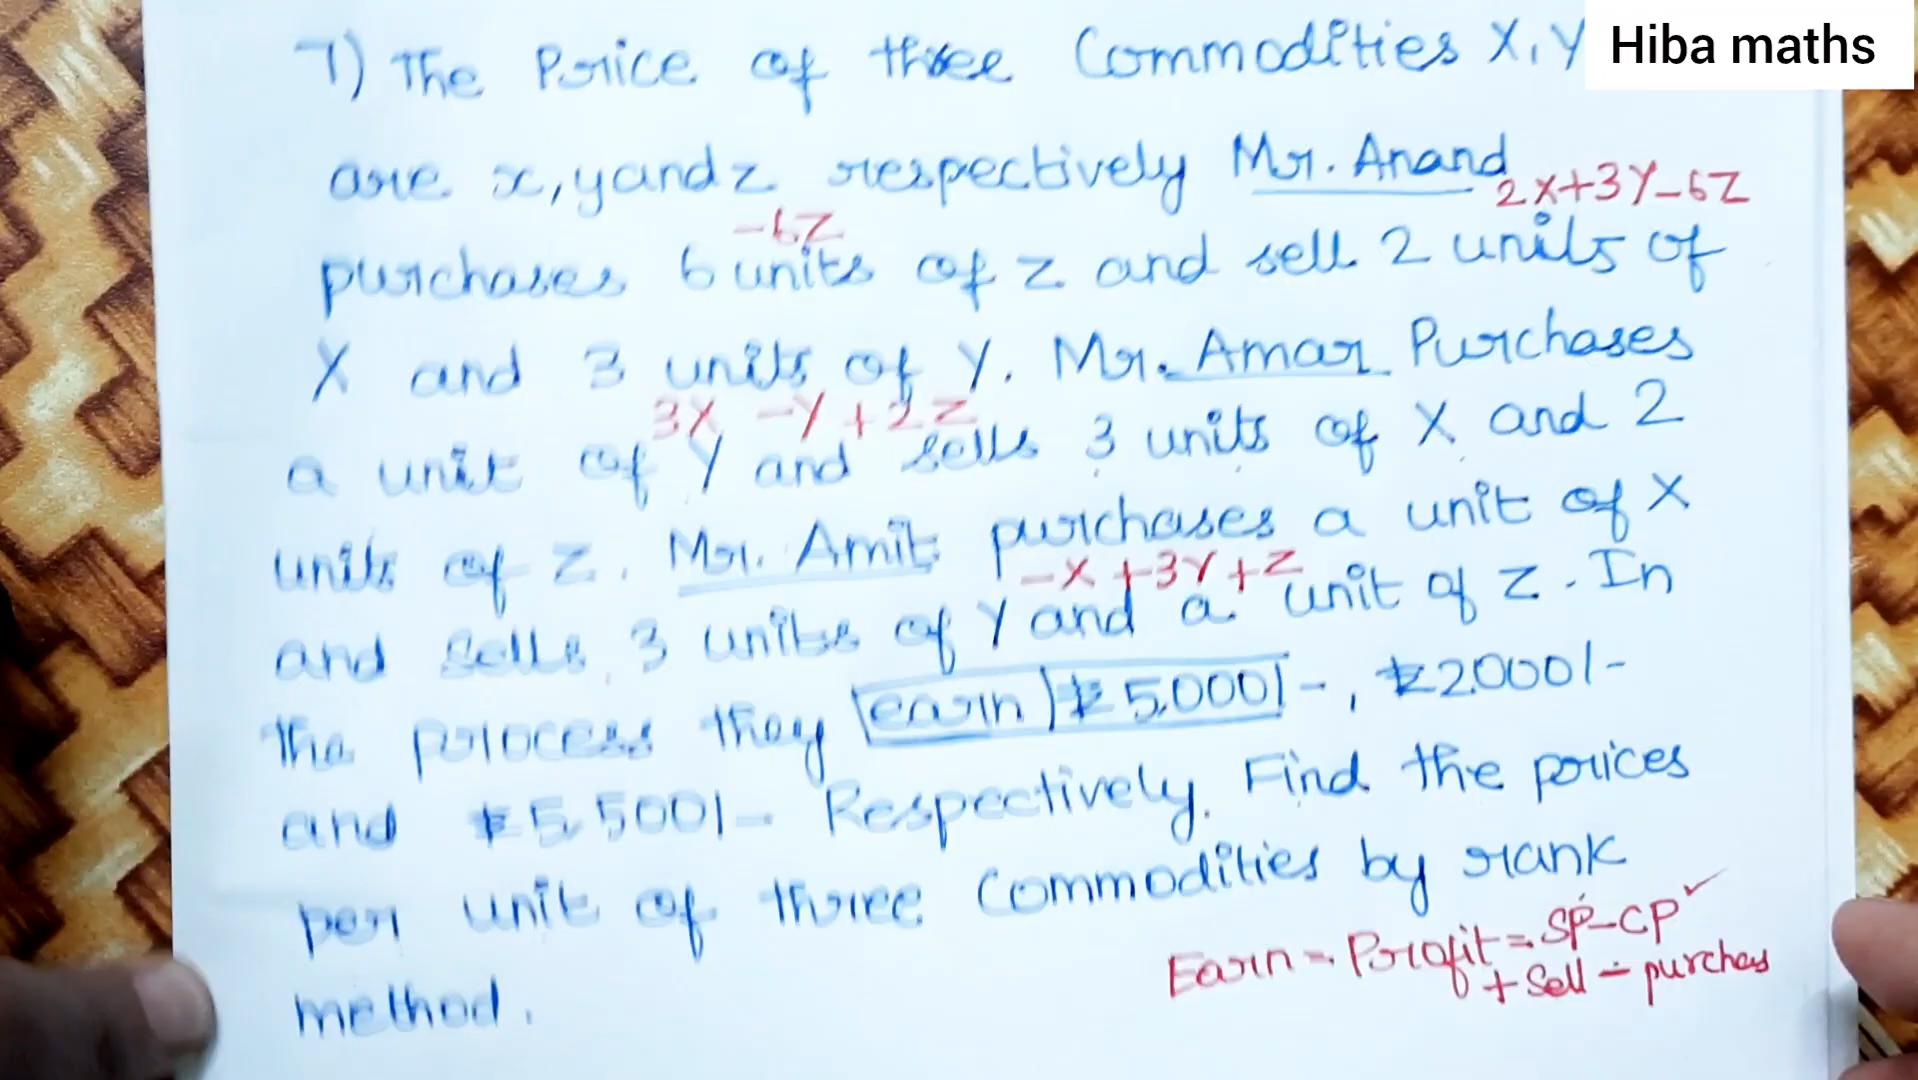 7) The Price of three Commodities X, Y
Hiba maths
are x, y and z respectively Mr. Anand
2X+3Y-6Z
-6Z
purchases 6 units of z and sell 2 units of
X and 3 units of Y. Mr. Amar Purchases
3X -Y +2Z
a unit of Y and sells 3 units of X and 2
units of Z. Mr. Amit purchases a unit of X
-X +3Y+Z
and sells 3 units of Y and a unit of Z. In
the process they earn ₹5,000/-, ₹2000/-
and ₹5,500/- Respectively. Find the prices
per unit of three Commodities by rank
method.
Earn = Profit = SP-CP ✓
+ Sell - purchas